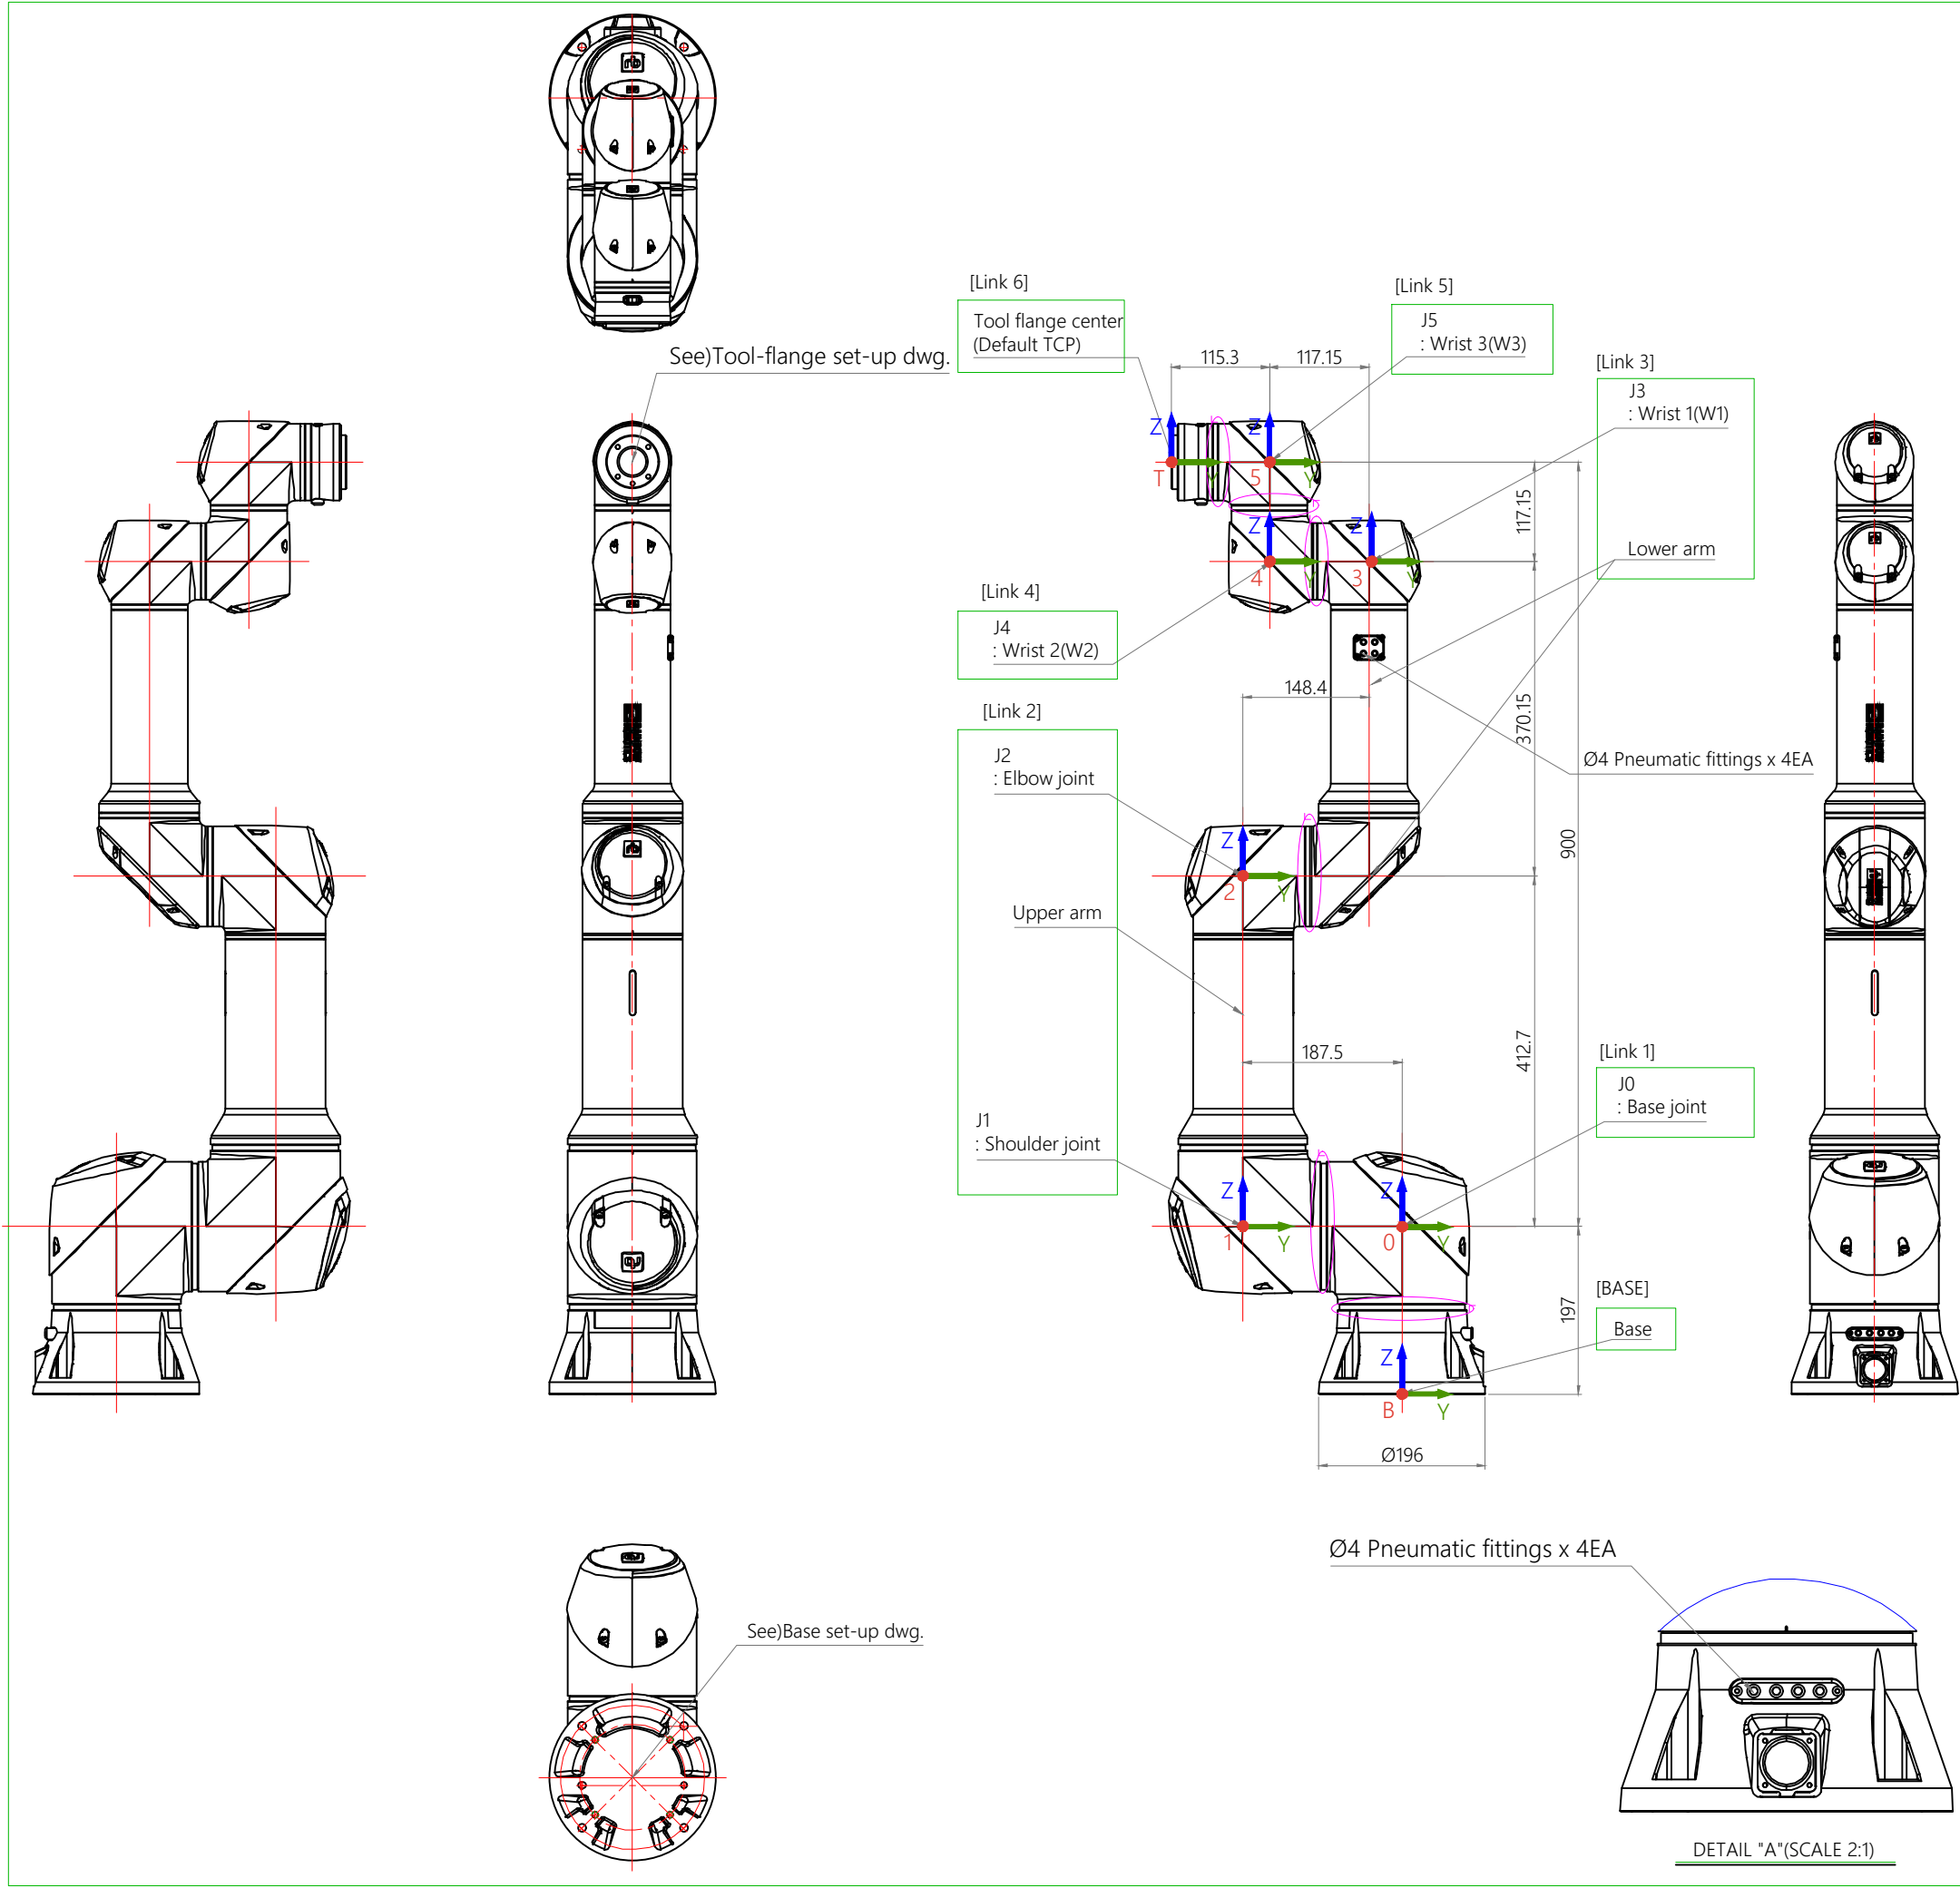 [Link 6]
Tool flange center
(Default TCP)
See)Tool-flange set-up dwg.
[Link 5]
J5
: Wrist 3(W3)
115.3
117.15
[Link 3]
J3
: Wrist 1(W1)
Lower arm
Z
Z
T
Y
5
Y
117.15
Z
Z
4
Y
3
Y
[Link 4]
J4
: Wrist 2(W2)
148.4
370.15
[Link 2]
J2
: Elbow joint
Ø4 Pneumatic fittings x 4EA
900
Z
2
Y
Upper arm
412.7
187.5
[Link 1]
J0
: Base joint
J1
: Shoulder joint
Z
Z
1
Y
0
Y
[BASE]
Base
197
Z
B
Y
Ø196
Ø4 Pneumatic fittings x 4EA
See)Base set-up dwg.
DETAIL "A"(SCALE 2:1)